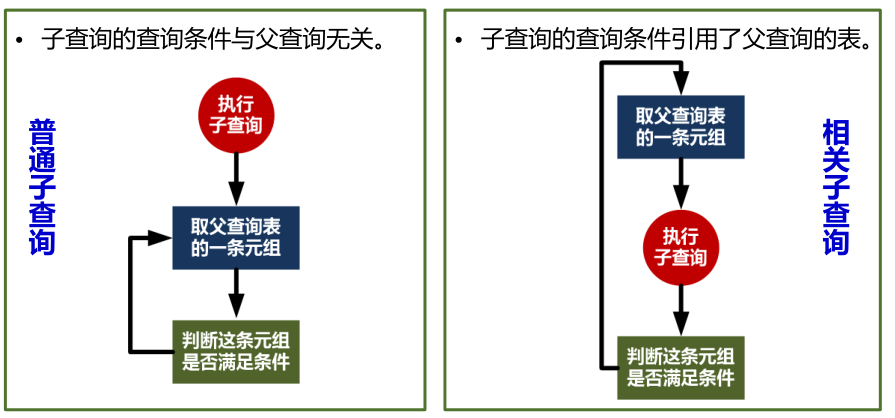 • 子查询的查询条件与父查询无关。
普通子查询
执行
子查询
取父查询表
的一条元组
判断这条元组
是否满足条件
• 子查询的查询条件引用了父查询的表。
相关子查询
取父查询表
的一条元组
执行
子查询
判断这条元组
是否满足条件